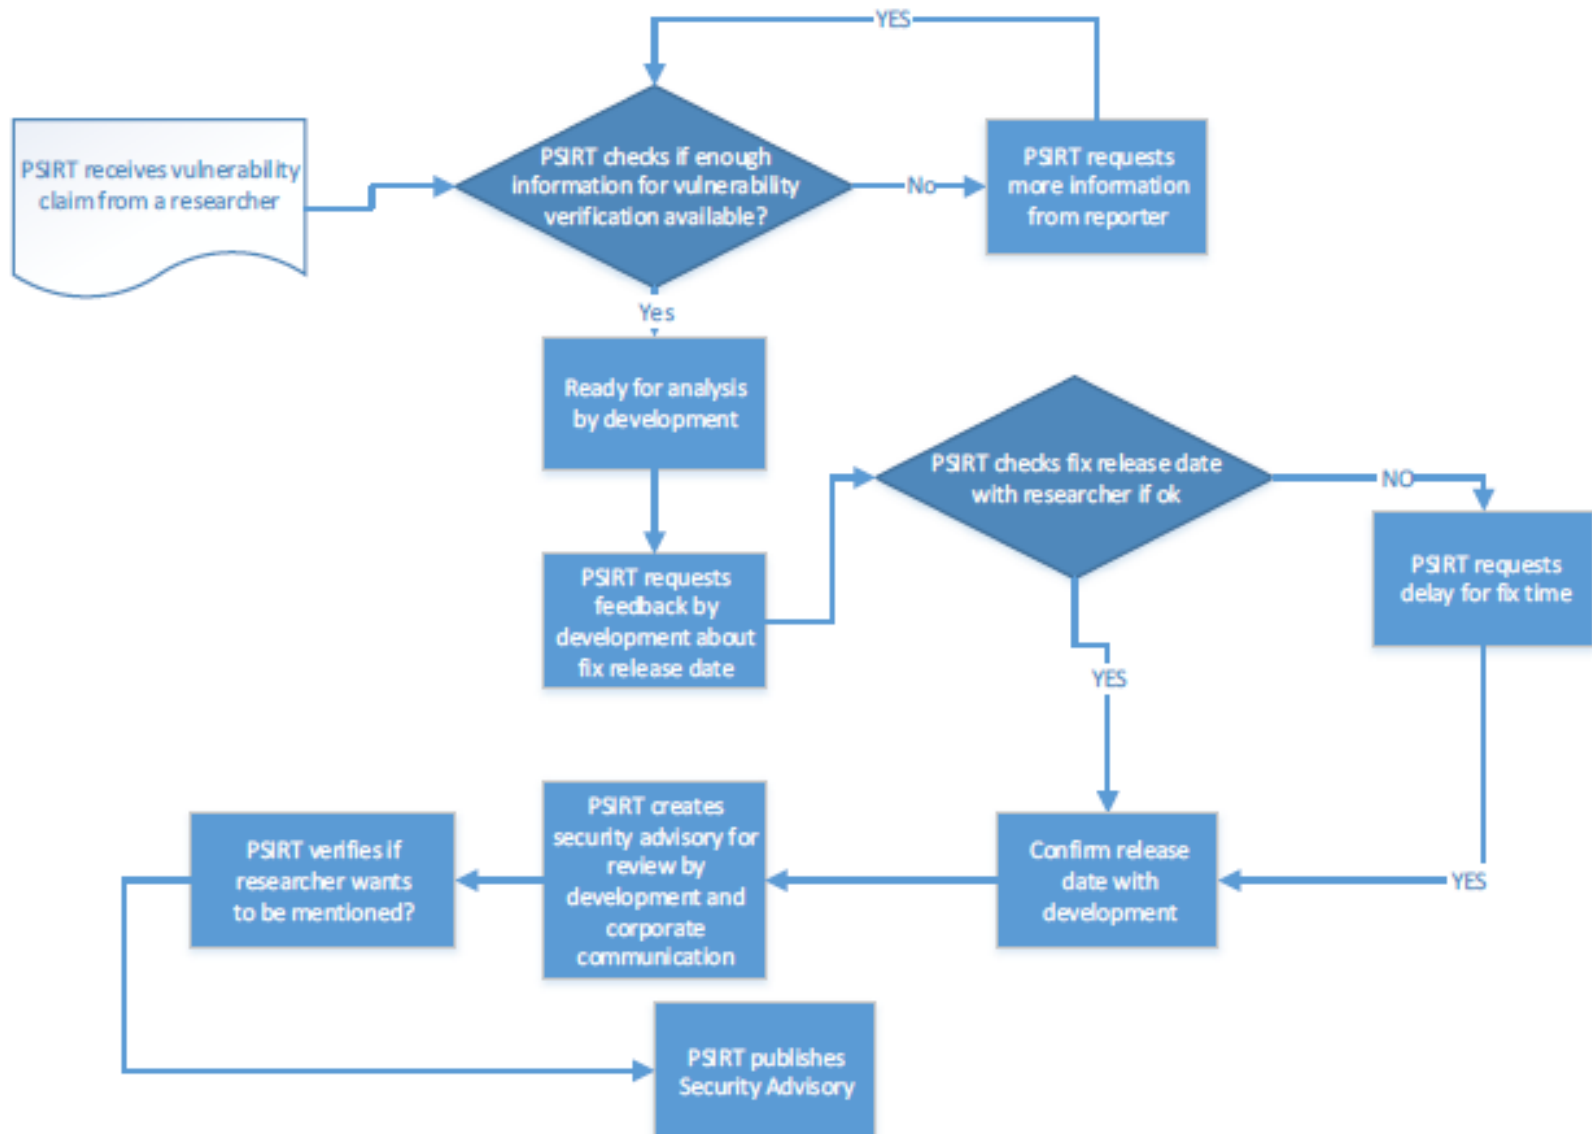 YES
PSIRT receives vulnerability
claim from a researcher
PSIRT checks if enough
information for vulnerability
verification available?
No
PSIRT requests
more information
from reporter
Yes
Ready for analysis
by development
PSIRT checks fix release date
with researcher if ok
NO
PSIRT requests
delay for fix time
PSIRT requests
feedback by
development about
fix release date
YES
PSIRT creates
security advisory for
review by
development and
corporate
communication
PSIRT verifies if
researcher wants
to be mentioned?
Confirm release
date with
development
YES
PSIRT publishes
Security Advisory